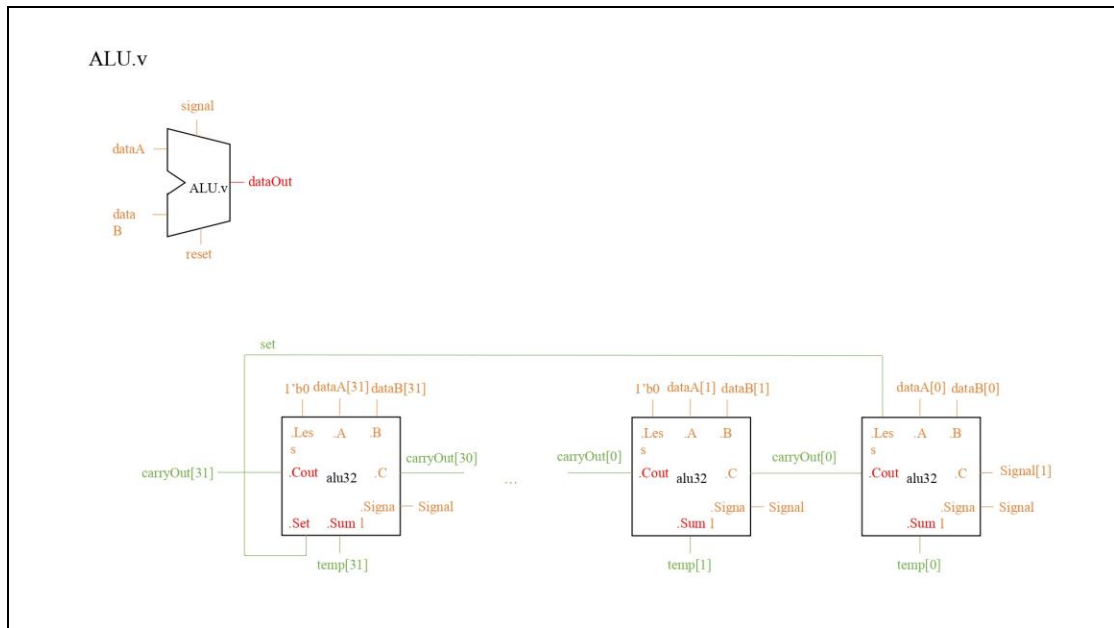 ALU.v
signal
dataA
ALU.v
dataOut
data
B
reset
set
1’b0 dataA[31] dataB[31]
1’b0 dataA[1] dataB[1]
dataA[0] dataB[0]
.Les
s
.A
.B
.Les
s
.A
.B
.Les
s
.A
.B
carryOut[31]
.Cout
alu32
.C
carryOut[30]
...
carryOut[0]
.Cout
alu32
.C
carryOut[0]
.Cout
alu32
.C
Signal[1]
.Signa
l
Signal
.Signa
l
.Signa
l
Signal
.Set
.Sum
.Sum
.Sum
temp[31]
temp[1]
temp[0]